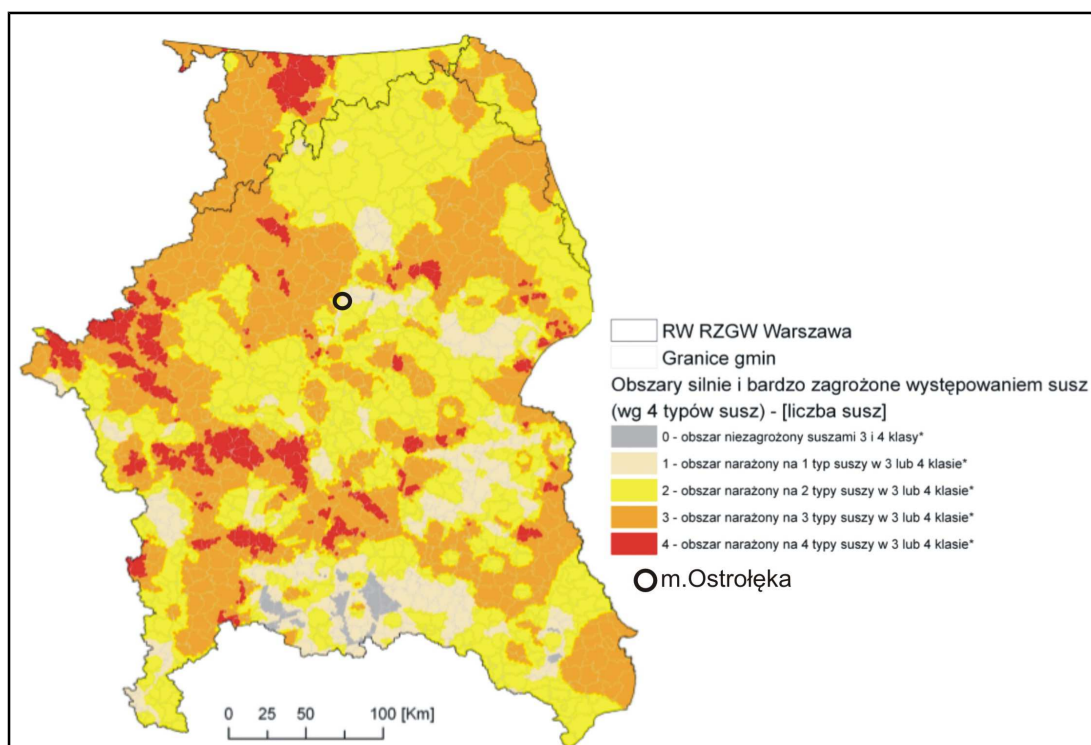 RW RZGW Warszawa
Granice gmin
Obszary silnie i bardzo zagrożone występowaniem susz
(wg 4 typów susz) - [liczba susz]
0 - obszar niezagrożony suszami 3 i 4 klasy*
1 - obszar narażony na 1 typ suszy w 3 lub 4 klasie*
2 - obszar narażony na 2 typy suszy w 3 lub 4 klasie*
3 - obszar narażony na 3 typy suszy w 3 lub 4 klasie*
4 - obszar narażony na 4 typy suszy w 3 lub 4 klasie*
m.Ostrołęka
0 25 50 100 [Km]